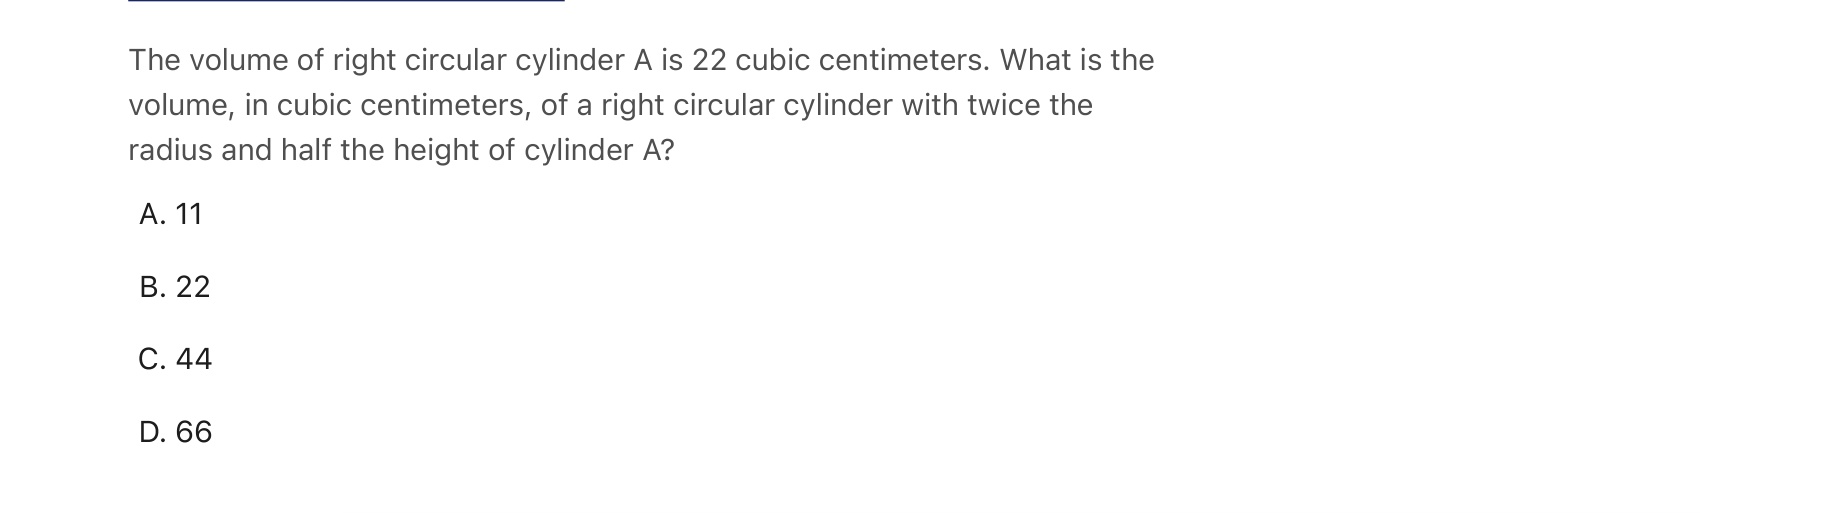 The volume of right circular cylinder A is 22 cubic centimeters. What is the
volume, in cubic centimeters, of a right circular cylinder with twice the
radius and half the height of cylinder A?
A. 11
B. 22
C. 44
D. 66